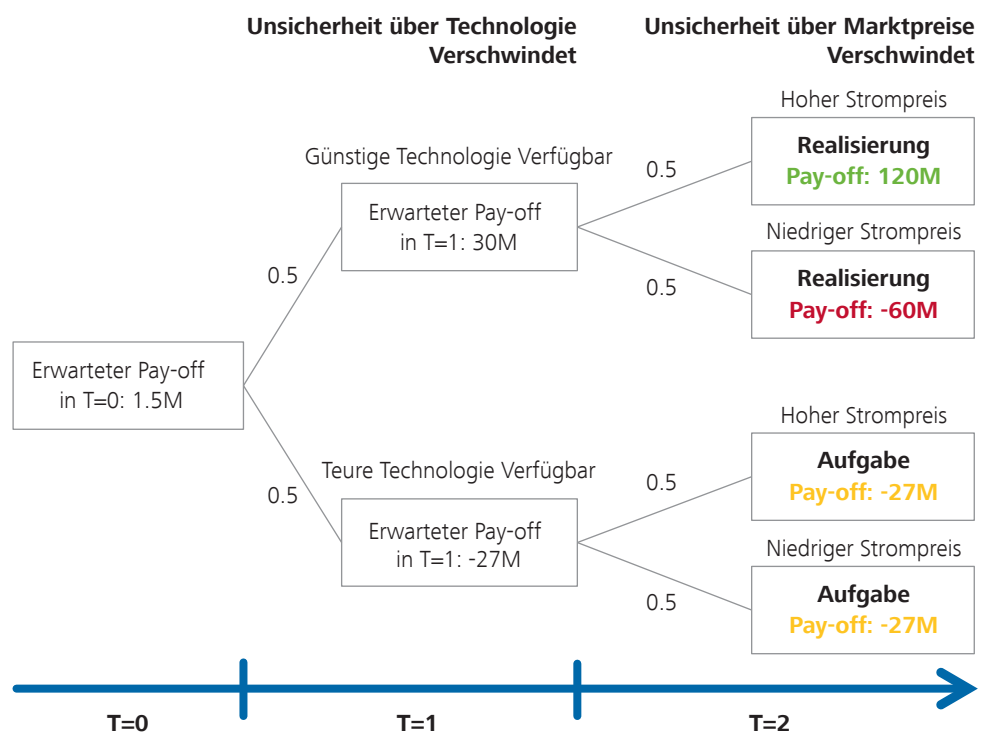 Unsicherheit über Technologie
Verschwindet
Unsicherheit über Marktpreise
Verschwindet
Hoher Strompreis
Realisierung
Pay-off: 120M
Günstige Technologie Verfügbar
0.5
Erwarteter Pay-off
in T=1: 30M
Niedriger Strompreis
0.5
Realisierung
Pay-off: -60M
0.5
Erwarteter Pay-off
in T=0: 1.5M
Hoher Strompreis
Teure Technologie Verfügbar
0.5
0.5
Aufgabe
Pay-off: -27M
Erwarteter Pay-off
in T=1: -27M
Niedriger Strompreis
0.5
Aufgabe
Pay-off: -27M
T=0
T=1
T=2